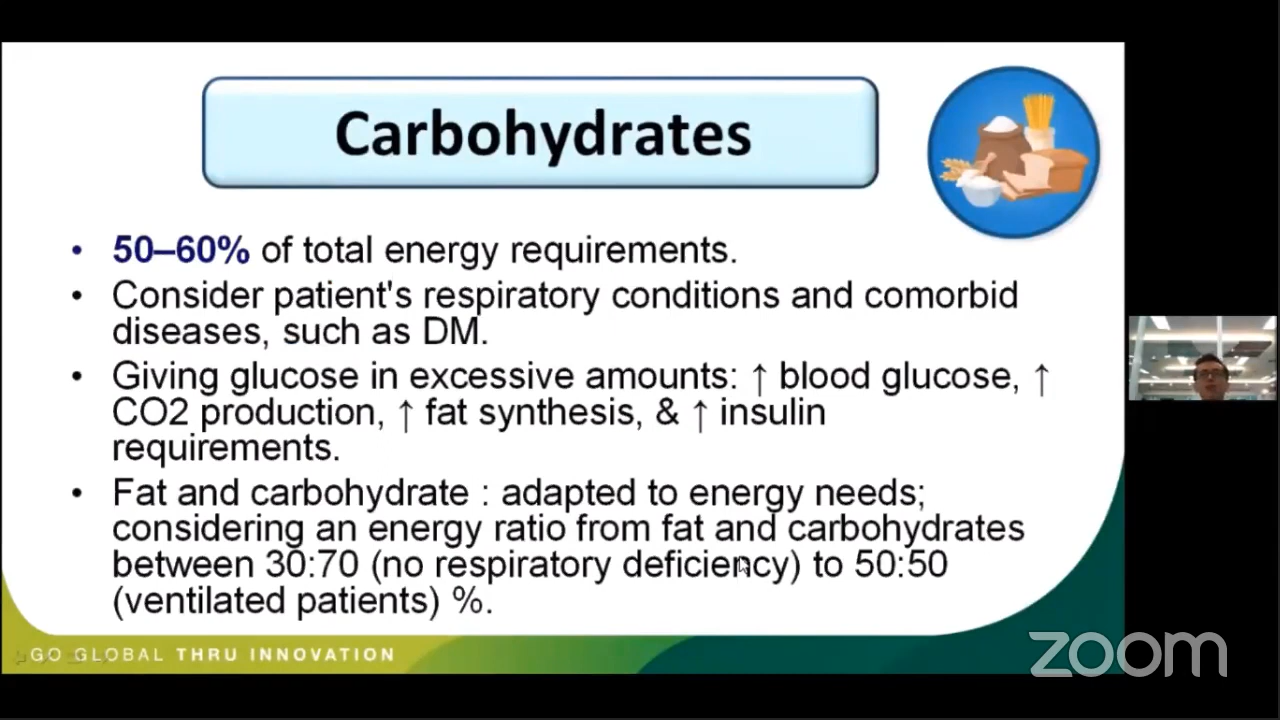 Carbohydrates
• 50–60% of total energy requirements.
• Consider patient's respiratory conditions and comorbid
diseases, such as DM.
• Giving glucose in excessive amounts: ↑ blood glucose, ↑
CO2 production, ↑ fat synthesis, & ↑ insulin
requirements.
• Fat and carbohydrate : adapted to energy needs;
considering an energy ratio from fat and carbohydrates
between 30:70 (no respiratory deficiency) to 50:50
(ventilated patients) %.
GO GLOBAL THRU INNOVATION
zoom